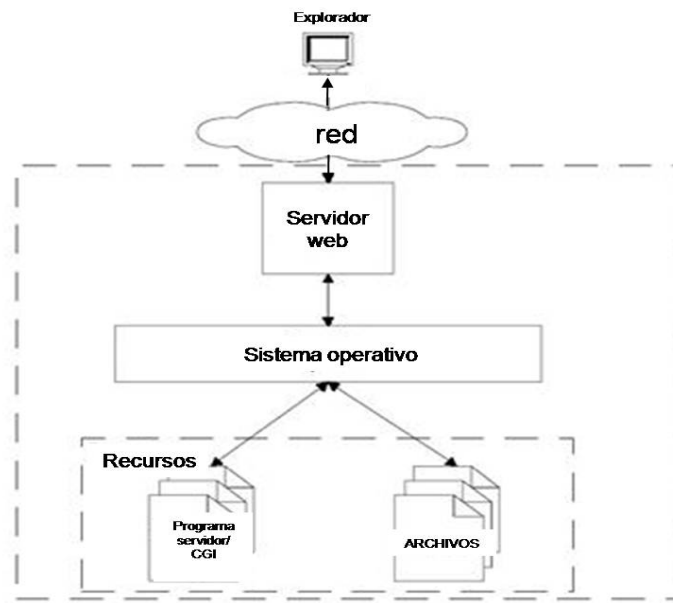 Explorador
red
Servidor
web
Sistema operativo
Recursos
Programa
servidor/
CGI
ARCHIVOS